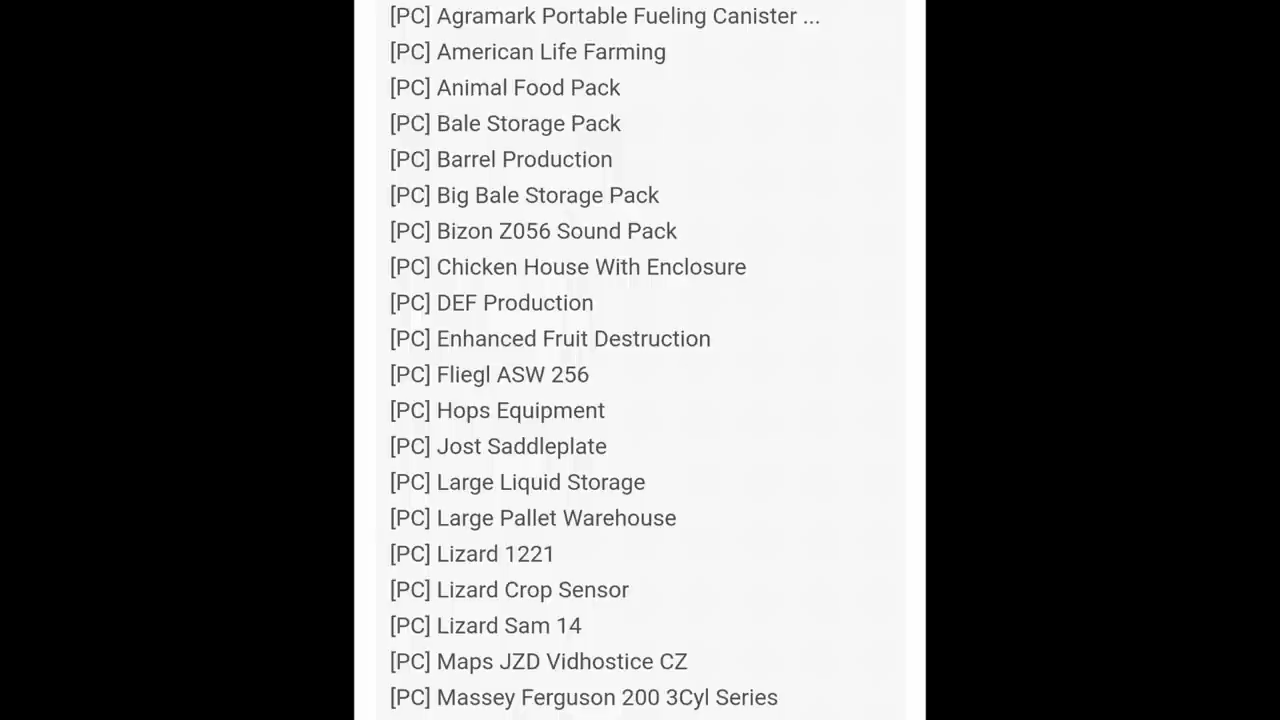 [PC] Agramark Portable Fueling Canister ...
[PC] American Life Farming
[PC] Animal Food Pack
[PC] Bale Storage Pack
[PC] Barrel Production
[PC] Big Bale Storage Pack
[PC] Bizon Z056 Sound Pack
[PC] Chicken House With Enclosure
[PC] DEF Production
[PC] Enhanced Fruit Destruction
[PC] Fliegl ASW 256
[PC] Hops Equipment
[PC] Jost Saddleplate
[PC] Large Liquid Storage
[PC] Large Pallet Warehouse
[PC] Lizard 1221
[PC] Lizard Crop Sensor
[PC] Lizard Sam 14
[PC] Maps JZD Vidhostice CZ
[PC] Massey Ferguson 200 3Cyl Series